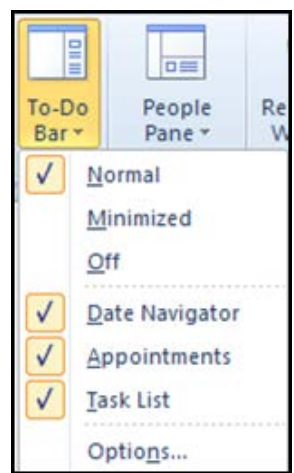 To-Do People
Bar Pane
Normal
Minimized
Off
Date Navigator
Appointments
Task List
Options...